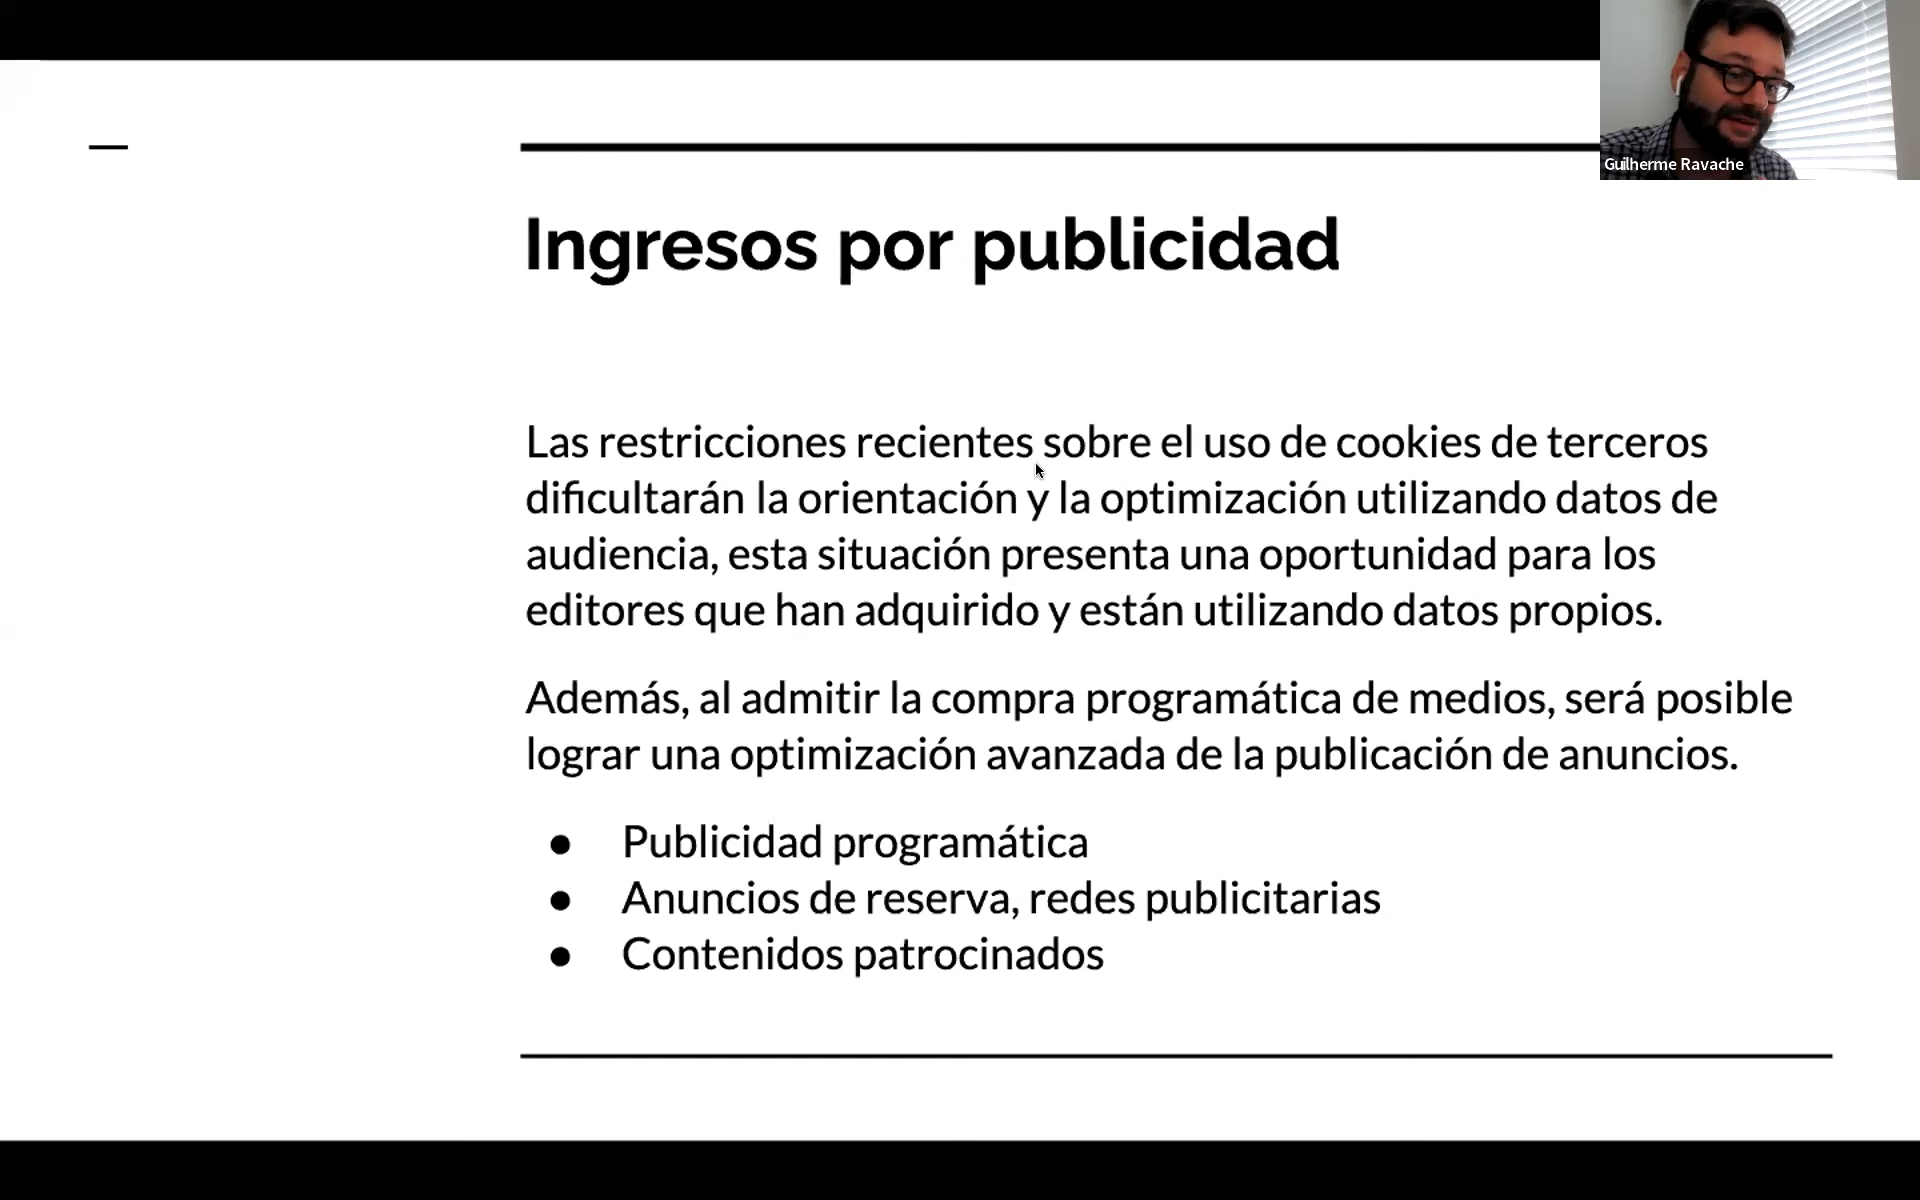 Guilherme Ravache
Ingresos por publicidad
Las restricciones recientes sobre el uso de cookies de terceros
dificultarán la orientación y la optimización utilizando datos de
audiencia, esta situación presenta una oportunidad para los
editores que han adquirido y están utilizando datos propios.
Además, al admitir la compra programática de medios, será posible
lograr una optimización avanzada de la publicación de anuncios.
● Publicidad programática
● Anuncios de reserva, redes publicitarias
● Contenidos patrocinados